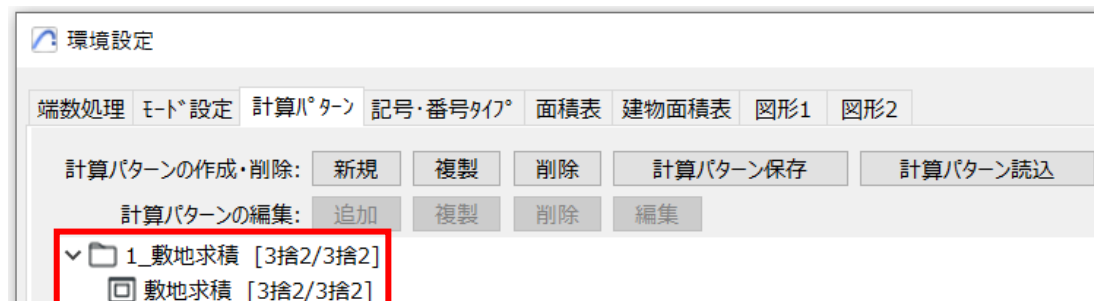 環境設定
端数処理 ﾓｰﾄﾞ設定 計算ﾊﾟﾀｰﾝ 記号・番号ﾀｲﾌﾟ 面積表 建物面積表 図形1 図形2
計算パターンの作成・削除: 新規 複製 削除 計算パターン保存 計算パターン読込
計算パターンの編集: 追加 複製 削除 編集
1_敷地求積 [3捨2/3捨2]
敷地求積 [3捨2/3捨2]